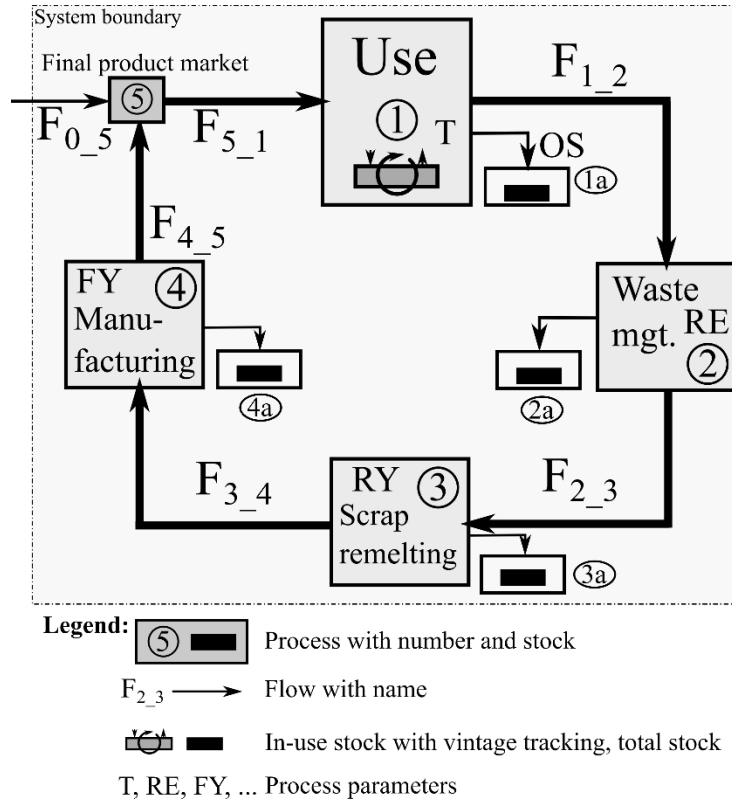 System boundary
Final product market
⑤
F0_5
F5_1
Use
①
T
F1_2
OS
1a
F4_5
FY ④
Manu-
facturing
4a
Waste
mgt. RE
②
2a
F3_4
RY ③
Scrap
remelting
F2_3
3a
Legend:
⑤ Process with number and stock
F2_3 Flow with name
In-use stock with vintage tracking, total stock
T, RE, FY, ... Process parameters